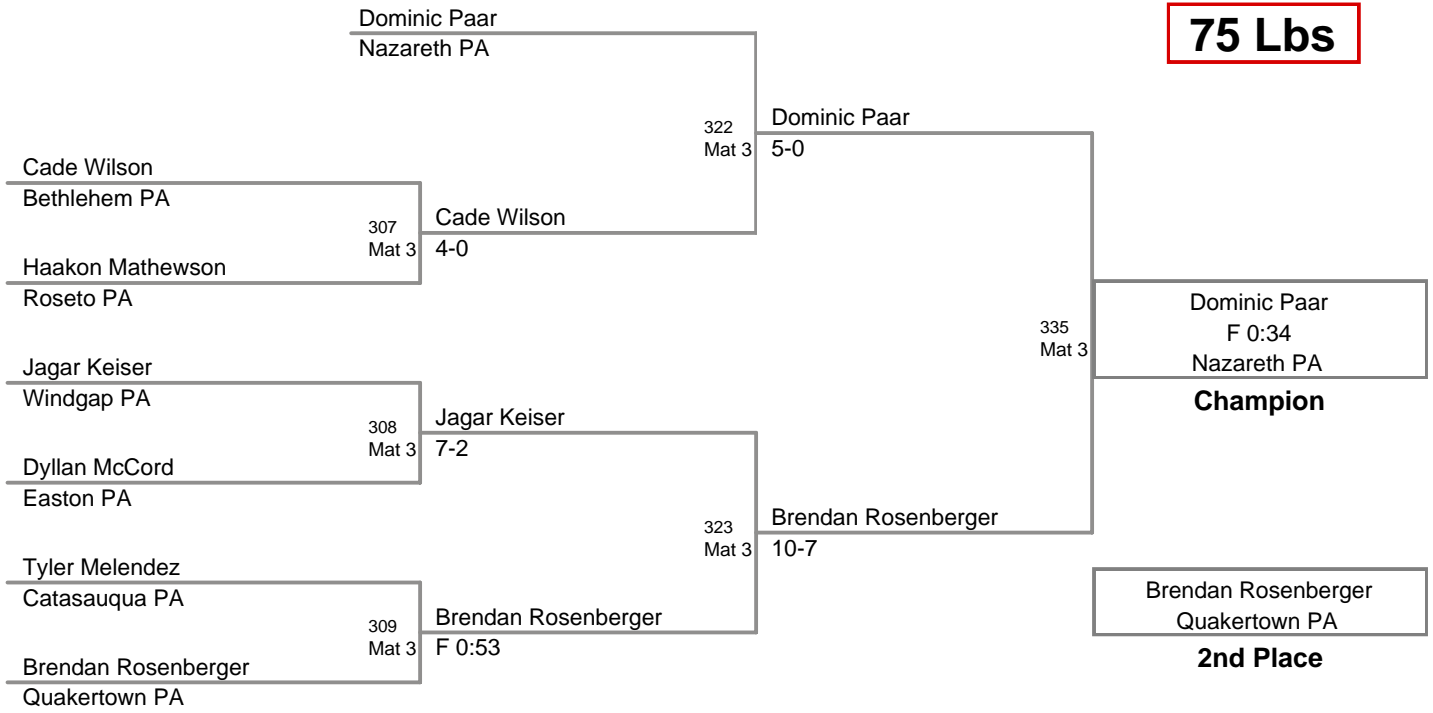 Dominic Paar
Nazareth PA
75 Lbs
322
Mat 3
Dominic Paar
5-0
Cade Wilson
Bethlehem PA
307
Mat 3
Cade Wilson
4-0
Haakon Mathewson
Roseto PA
335
Mat 3
Dominic Paar
F 0:34
Nazareth PA
Champion
Jagar Keiser
Windgap PA
308
Mat 3
Jagar Keiser
7-2
Dyllan McCord
Easton PA
323
Mat 3
Brendan Rosenberger
10-7
Tyler Melendez
Catasauqua PA
309
Mat 3
Brendan Rosenberger
F 0:53
Brendan Rosenberger
Quakertown PA
Brendan Rosenberger
Quakertown PA
2nd Place